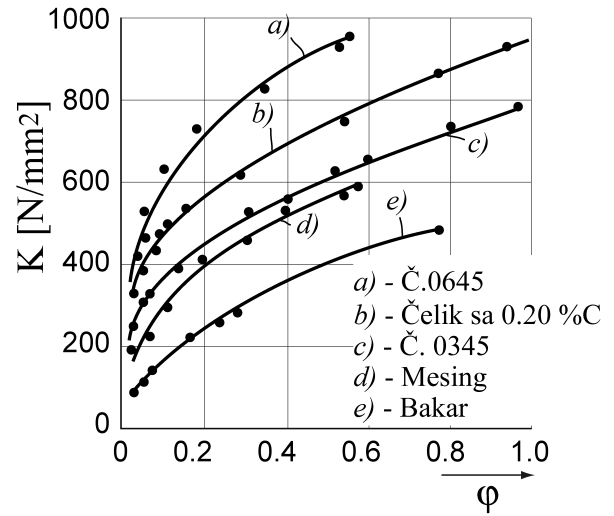 K [N/mm²]
1000
800
600
400
200
0
0 0.2 0.4 0.6 0.8 1.0
φ
a)
b)
c)
d)
e)
a) - Č.0645
b) - Čelik sa 0.20 %C
c) - Č. 0345
d) - Mesing
e) - Bakar